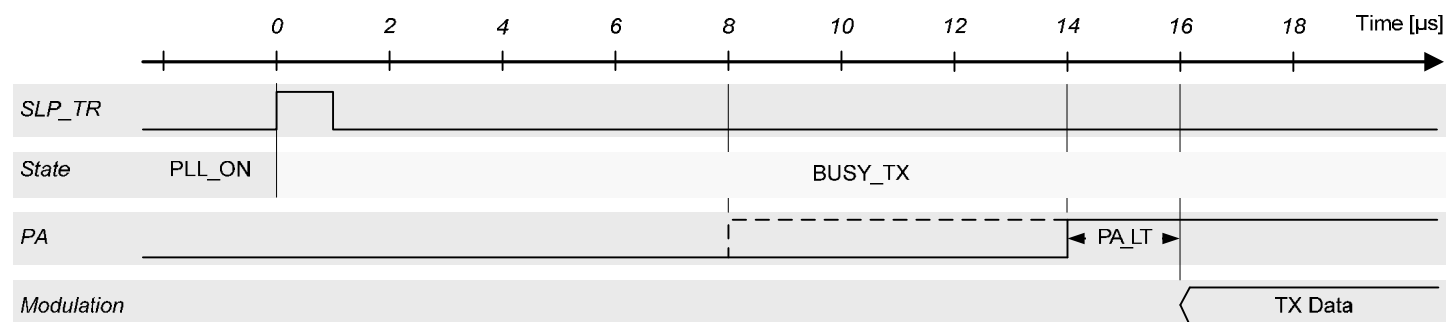 0 2 4 6 8 10 12 14 16 18 Time [µs]
SLP_TR
State PLL_ON BUSY_TX
PA PA_LT
Modulation TX Data